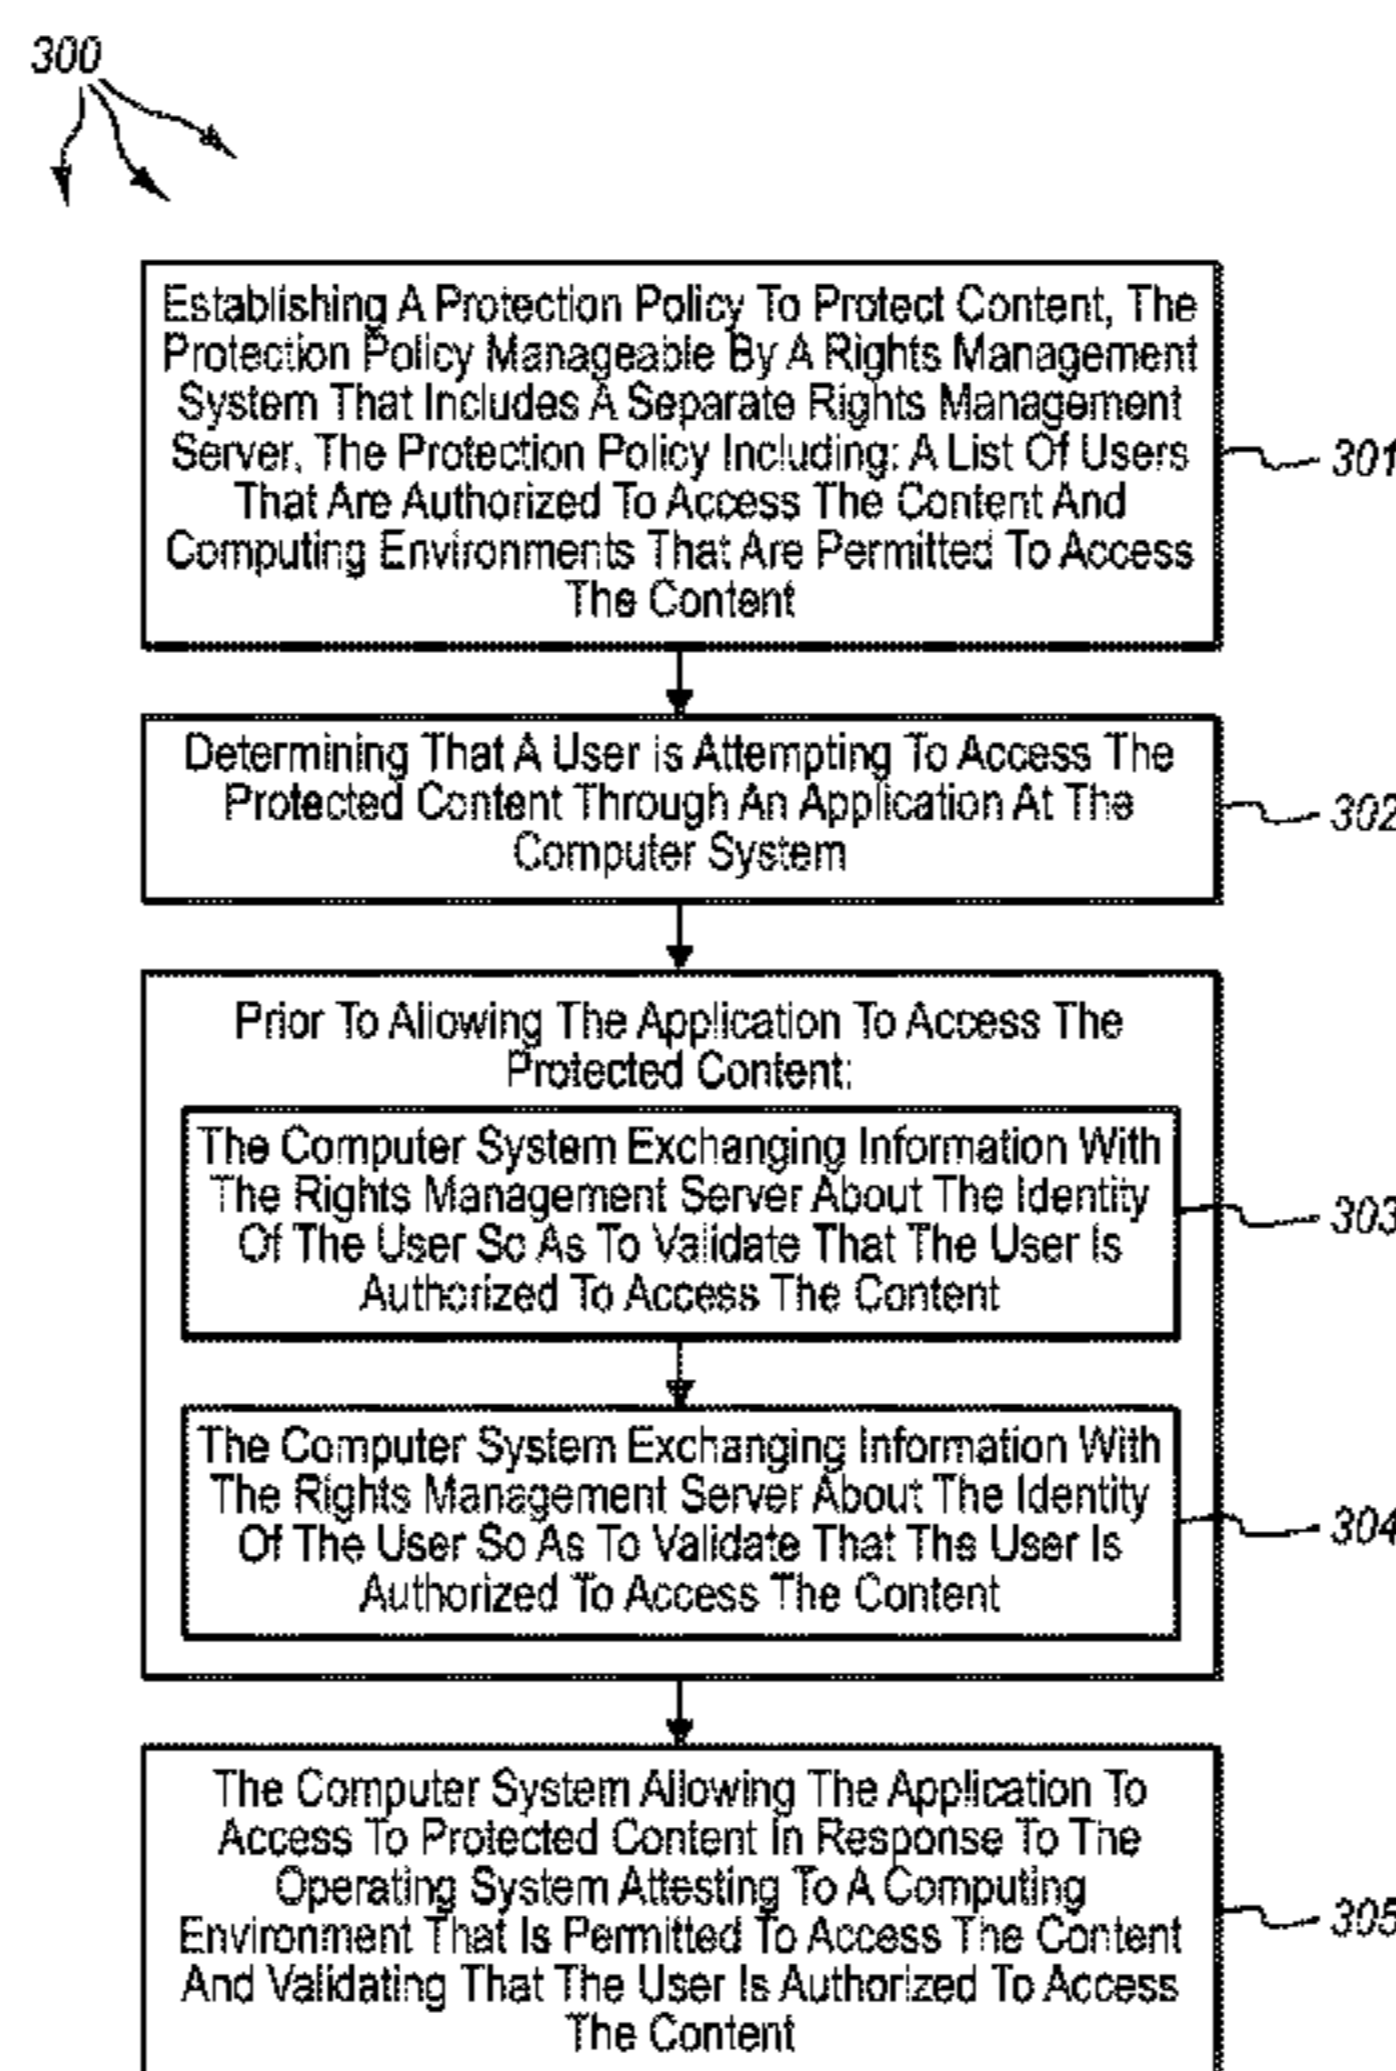 300
Establishing A Protection Policy To Protect Content, The
Protection Policy Manageable By A Rights Management
System That Includes A Separate Rights Management
Server, The Protection Policy Including: A List Of Users
That Are Authorized To Access The Content And
Computing Environments That Are Permitted To Access
The Content
301
Determining That A User is Attempting To Access The
Protected Content Through An Application At The
Computer System
302
Prior To Allowing The Application To Access The
Protected Content:
The Computer System Exchanging Information With
The Rights Management Server About The Identity
Of The User So As To Validate That The User Is
Authorized To Access The Content
303
The Computer System Exchanging Information With
The Rights Management Server About The Identity
Of The User So As To Validate That The User Is
Authorized To Access The Content
304
The Computer System Allowing The Application To
Access To Protected Content In Response To The
Operating System Attesting To A Computing
Environment That Is Permitted To Access The Content
And Validating That The User Is Authorized To Access
The Content
305